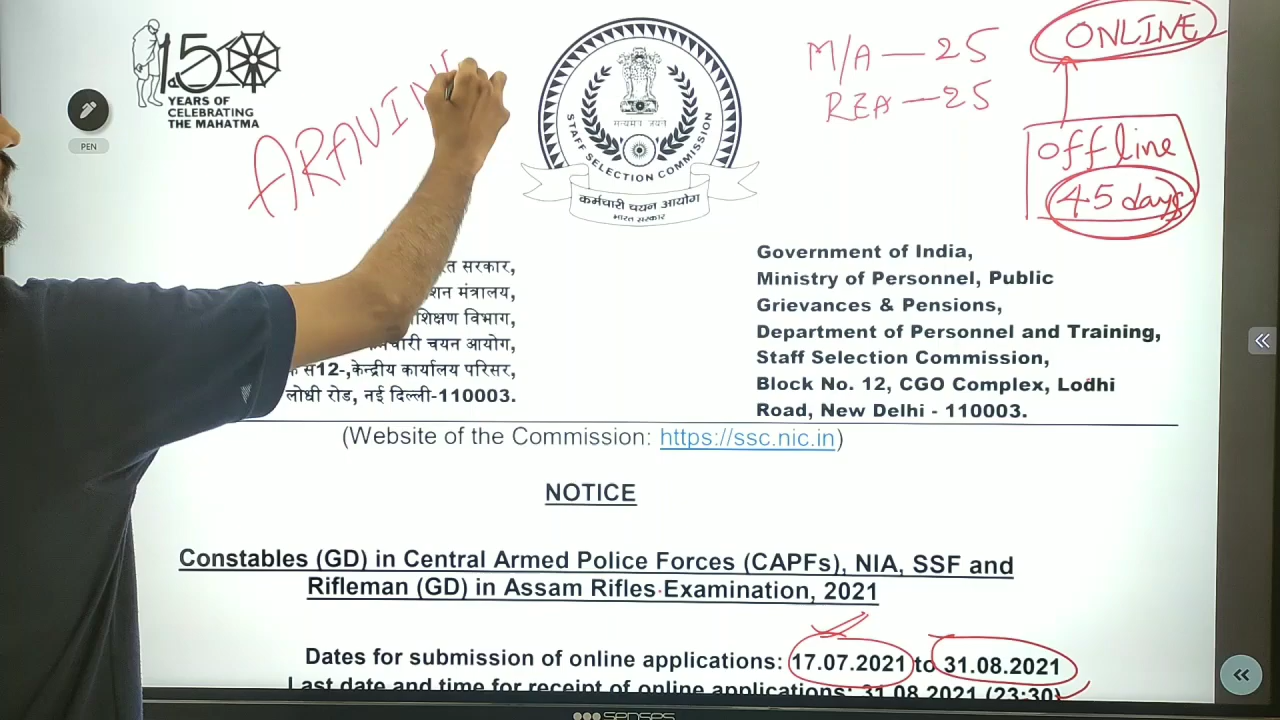 150
YEARS OF
CELEBRATING
THE MAHATMA
PEN
ARAVIN
STAFF SELECTION COMMISSION
सत्यमेव जयते
कर्मचारी चयन आयोग
भारत सरकार
M/A — 25
REA — 25
ONLINE
offline
45 days
सरकार,
मंत्रालय,
विभाग,
चयन आयोग,
12-,केन्द्रीय कार्यालय परिसर,
लोधी रोड, नई दिल्ली-110003.
Government of India,
Ministry of Personnel, Public
Grievances & Pensions,
Department of Personnel and Training,
Staff Selection Commission,
Block No. 12, CGO Complex, Lodhi
Road, New Delhi - 110003.
(Website of the Commission: https://ssc.nic.in)
NOTICE
Constables (GD) in Central Armed Police Forces (CAPFs), NIA, SSF and
Rifleman (GD) in Assam Rifles Examination, 2021
Dates for submission of online applications: 17.07.2021 to 31.08.2021
Last date and time for receipt of online applications: 31.08.2021 (23:30)
senses